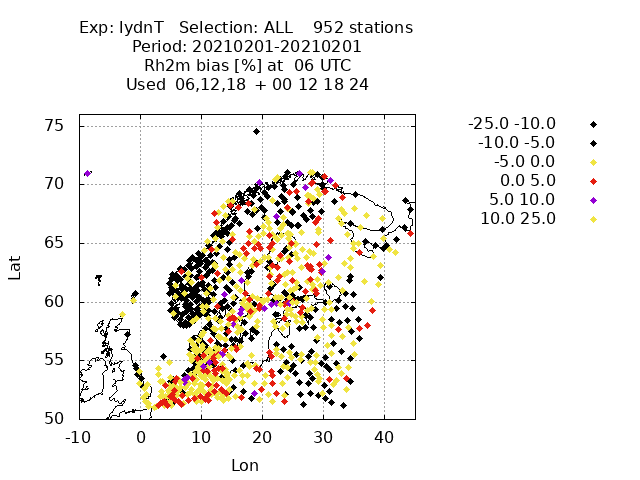 Exp: lydnT   Selection: ALL    952 stations
Period: 20210201-20210201
Rh2m bias [%] at  06 UTC
Used  06,12,18  + 00 12 18 24
-25.0 -10.0
-10.0 -5.0
-5.0 0.0
0.0 5.0
5.0 10.0
10.0 25.0
75
70
65
60
55
50
Lat
-10 0 10 20 30 40
Lon